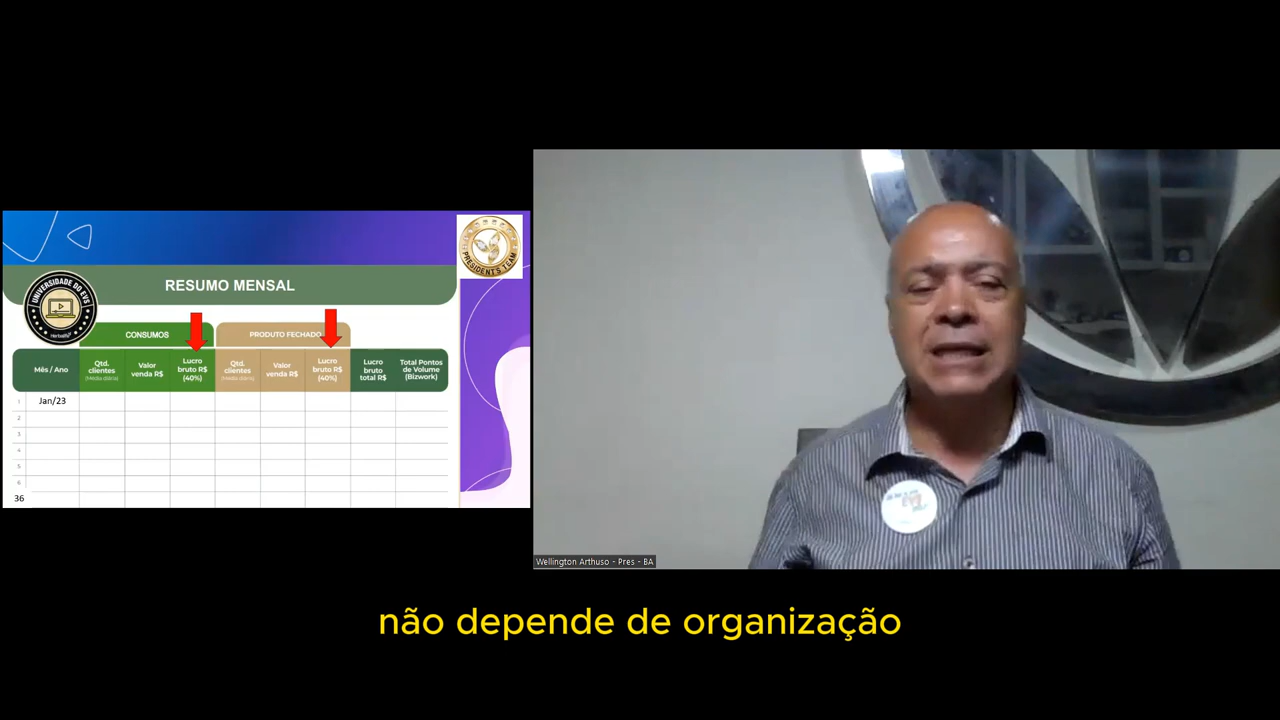 PRESIDENT'S TEAM
RESUMO MENSAL
UNIVERSIDADE DO EVS
Herbalife
CONSUMOS
PRODUTO FECHADO
Mês / Ano
Qtd. clientes (Média diária)
Valor venda R$
Lucro bruto R$ (40%)
Qtd. clientes (Média diária)
Valor venda R$
Lucro bruto R$ (40%)
Lucro bruto total R$
Total Pontos de Volume (Bizwork)
1 Jan/23
2
3
4
5
6
36
Wellington Arthuso - Pres - BA
não depende de organização